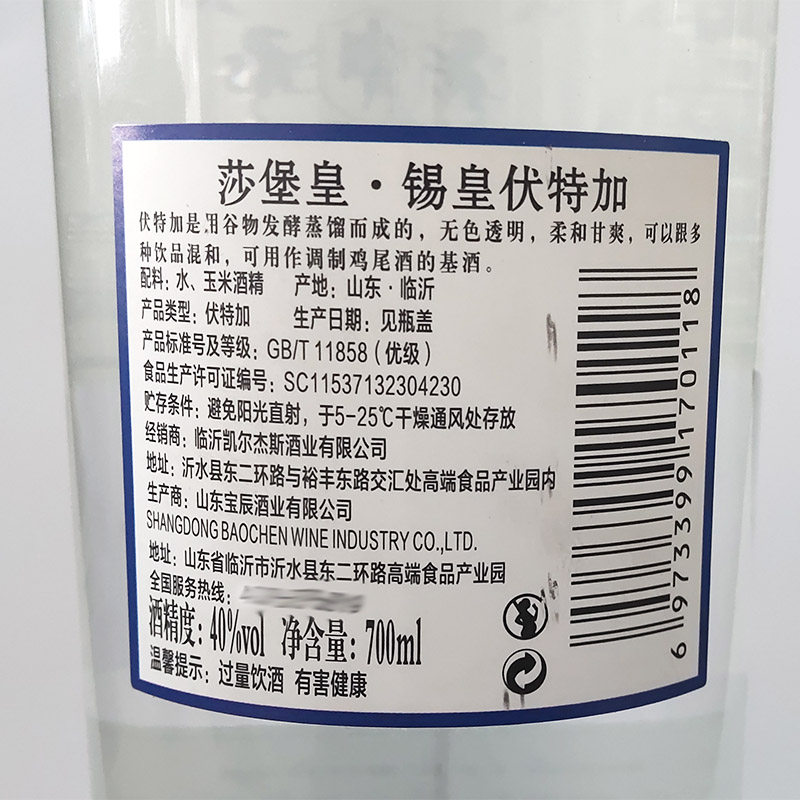 莎堡皇·锡皇伏特加
伏特加是用谷物发酵蒸馏而成的，无色透明，柔和甘爽，可以跟多
种饮品混和，可用作调制鸡尾酒的基酒。
配料：水、玉米酒精 产地：山东·临沂
产品类型：伏特加 生产日期：见瓶盖
产品标准号及等级：GB/T 11858（优级）
食品生产许可证编号：SC11537132304230
贮存条件：避免阳光直射，于5-25℃干燥通风处存放
经销商：临沂凯尔杰斯酒业有限公司
地址：沂水县东二环路与裕丰东路交汇处高端食品产业园内
生产商：山东宝辰酒业有限公司
SHANGDONG BAOCHEN WINE INDUSTRY CO.,LTD.
地址：山东省临沂市沂水县东二环路高端食品产业园
全国服务热线：
酒精度：40%vol 净含量：700ml
温馨提示：过量饮酒 有害健康
6973399170118